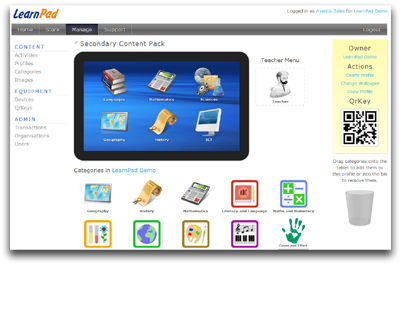 LearnPad
Logged in as Avantis Sales for LearnPad Demo
Home Store Manage Support Logout
CONTENT
Activities
Profiles
Categories
Images
EQUIPMENT
Devices
QrKeys
ADMIN
Transactions
Organisations
Users
Secondary Content Pack
Languages
Mathematics
Sciences
Geography
History
ICT
Teacher Menu
Teacher
Owner
LearnPad Demo
Actions
Change Wallpaper
Copy Profile
QrKey
Drag categories onto the
tablet to add them to
this profile or into the bin
to remove them.
Categories in LearnPad Demo
Geography
History
Mathematics
Literacy and Language
Maths and Numeracy
Cause and Effect